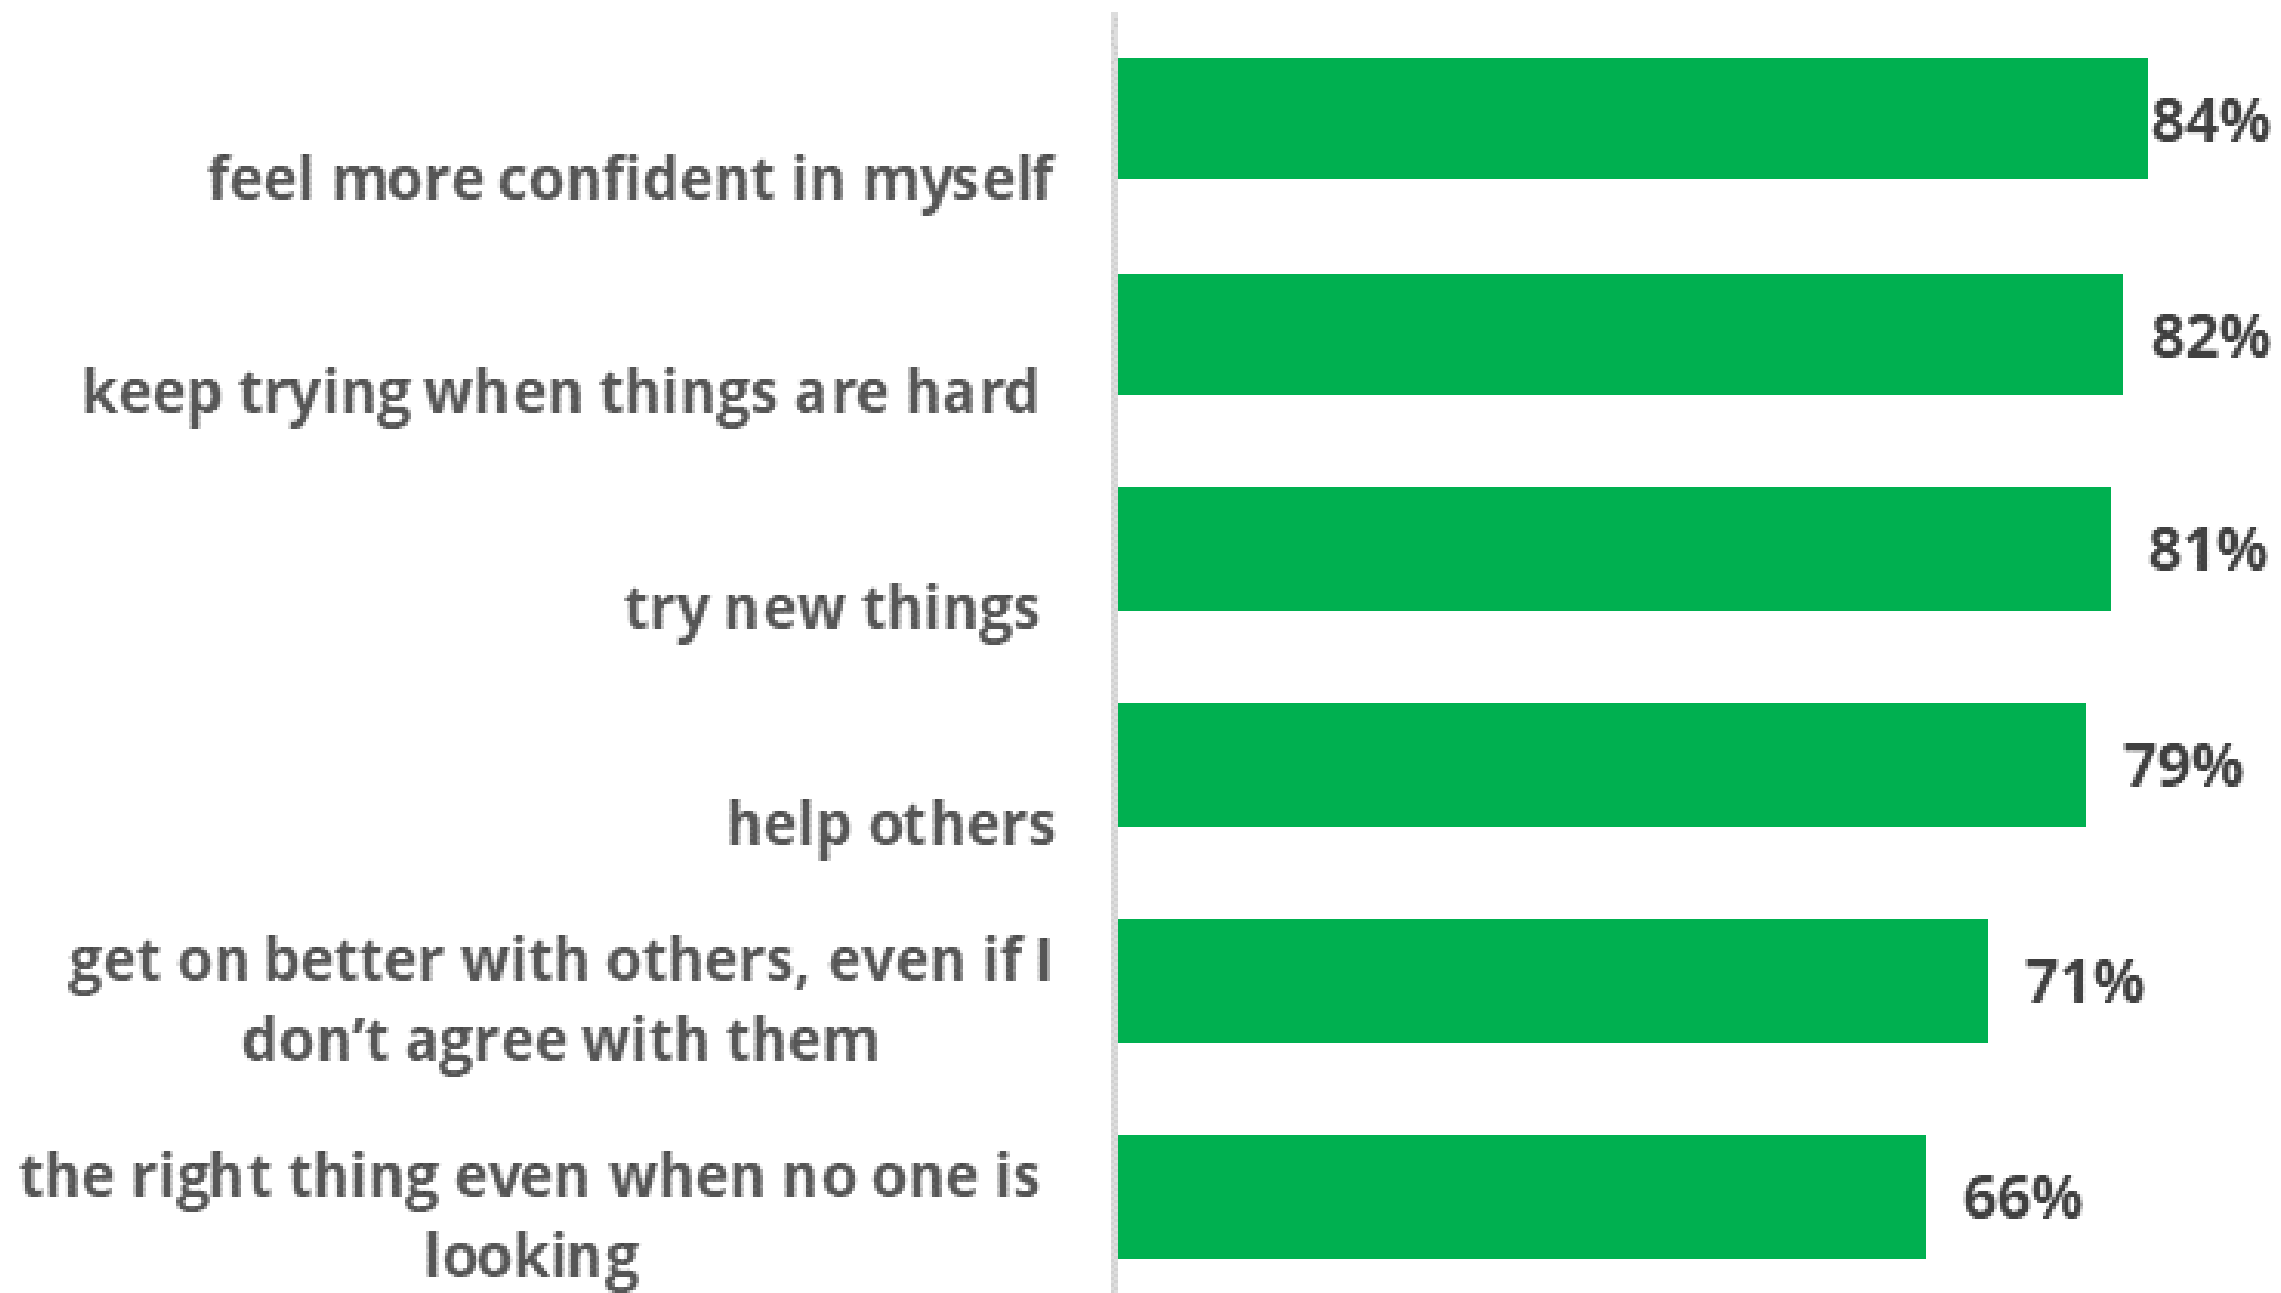 84%
feel more confident in myself
82%
keep trying when things are hard
81%
try new things
79%
help others
get on better with others, even if I
don’t agree with them
71%
the right thing even when no one is
looking
66%